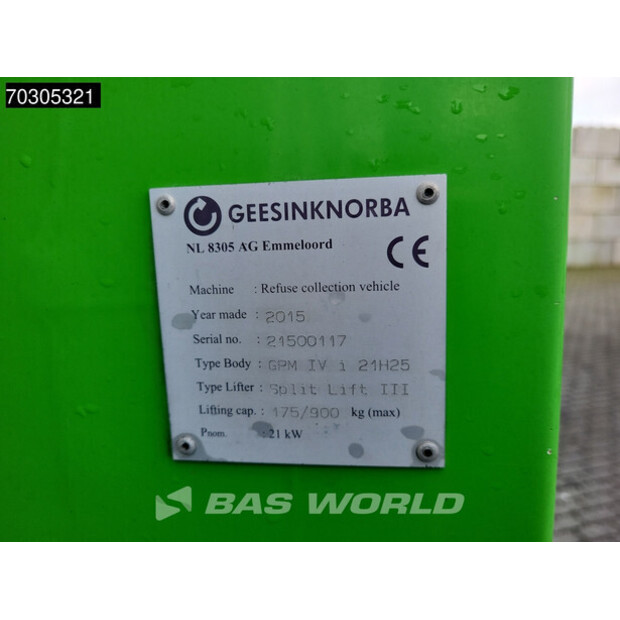 70305321
GEESINKNORBA
NL 8305 AG Emmeloord
CE
Machine : Refuse collection vehicle
Year made : 2015
Serial no. : 21500117
Type Body : GPM IV i 21H25
Type Lifter : Split Lift III
Lifting cap. : 175/900 kg (max)
Pnom. : 21 kW
BAS WORLD